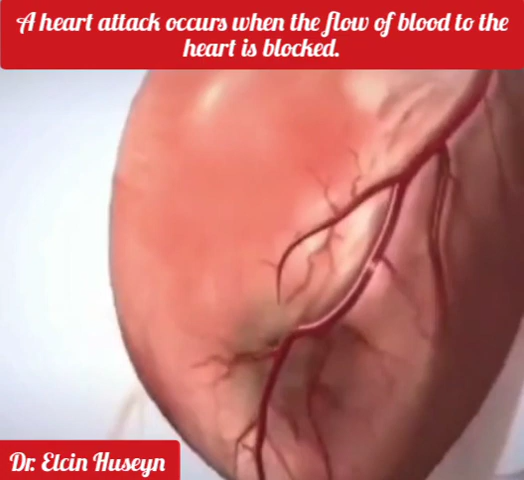 A heart attack occurs when the flow of blood to the
heart is blocked.
Dr. Elcin Huseyn